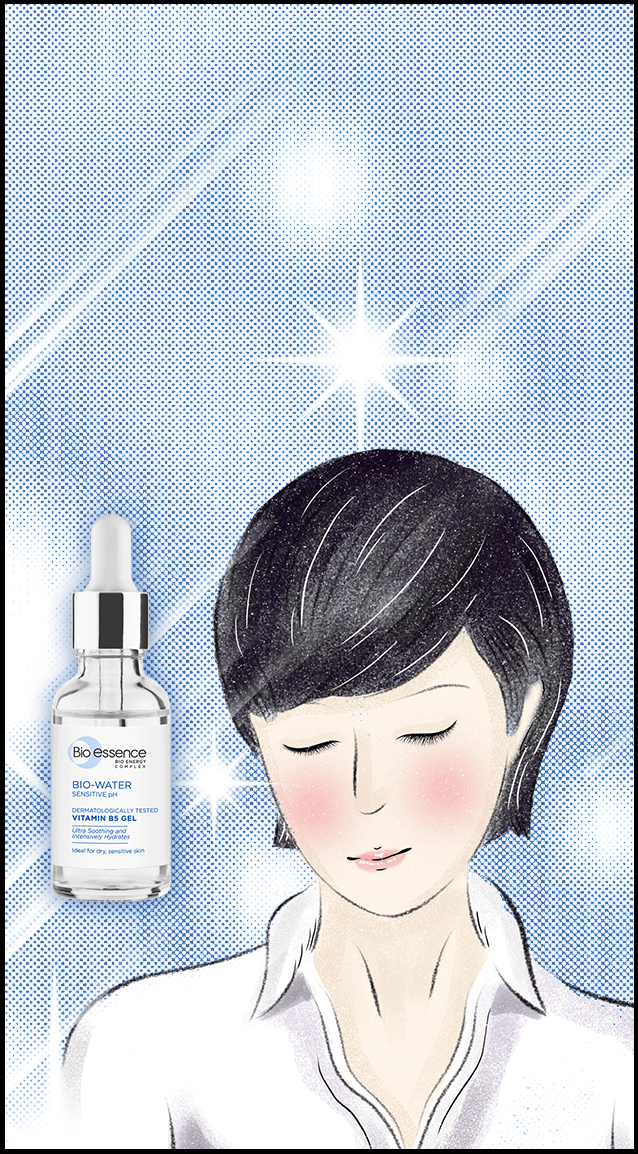 Bio essence
BIO ENERGY
COMPLEX
BIO-WATER
SENSITIVE pH
DERMATOLOGICALLY TESTED
VITAMIN B5 GEL
Ultra Soothing and
Intensively Hydrates
Ideal for dry, sensitive skin